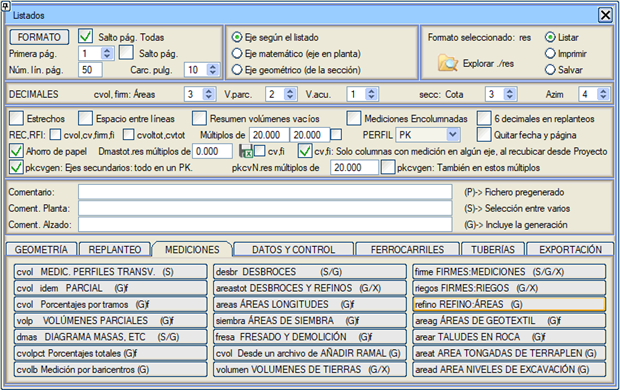 Listados
FORMATO Salto pág. Todas
Primera pág. 1 Salto pág.
Núm. lín. pág. 50 Carc. pulg. 10
Eje según el listado
Eje matemático (eje en planta)
Eje geométrico (de la sección)
Formato seleccionado: res Listar
Explorar ./res Imprimir
Salvar
DECIMALES cvol, firm: Áreas 3 V.parc. 2 V.acu. 1 secc: Cota 3 Azim 4
Estrechos Espacio entre líneas Resumen volúmenes vacíos Mediciones Encolumnadas 6 decimales en replanteos
REC,RFI: cvol,cv,firm,fi cvoltot,cvtot Múltiplos de 20.000 20.000 PERFIL PK Quitar fecha y página
Ahorro de papel Dmastot.res múltiplos de 0.000 cv,fi cv,fi: Solo columnas con medición en algún eje, al recubicar desde Proyecto
pkcvgen: Ejes secundarios: todo en un PK. pkcvN.res múltiplos de 20.000 pkcvgen: También en estos múltiplos
Comentario: (P)-> Fichero pregenerado
Coment. Planta: (S)-> Selección entre varios
Coment. Alzado: (G)-> Incluye la generación
GEOMETRÍA REPLANTEO MEDICIONES DATOS Y CONTROL FERROCARRILES TUBERÍAS EXPORTACIÓN
cvol MEDIC. PERFILES TRANSV. (S) desbr DESBROCES (S/G) firme FIRMES:MEDICIONES (S/G/X)
cvol idem PARCIAL (G)f areastot DESBROCES Y REFINOS (G/X) riegos FIRMES:RIEGOS (G/X)
cvol Porcentajes por tramos (G)f areas ÁREAS LONGITUDES (G)f refino REFINO:ÁREAS (G)
volp VOLÚMENES PARCIALES (G)f siembra ÁREAS DE SIEMBRA (G)f areag ÁREAS DE GEOTEXTIL (G)f
dmas DIAGRAMA MASAS, ETC (S/G) fresa FRESADO Y DEMOLICIÓN (G)f arear TALUDES EN ROCA (G)f
cvolpct Porcentajes totales (G)f cvol Desde un archivo de AÑADIR RAMAL (G) areat AREA TONGADAS DE TERRAPLEN (G)
cvolb Medición por baricentros (G)f volumen VOLUMENES DE TIERRAS (G/X) aread AREA NIVELES DE EXCAVACIÓN (G)